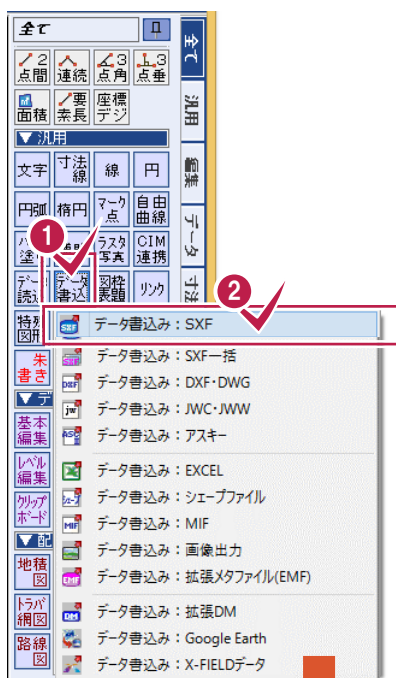 全て
2 点間 連続 3 点角 3 点垂
面積 要素長 座標デジ
▼汎用
文字 寸法線 線 円
円弧 楕円 マーク点 自由曲線
1
ラスタ写真 CIM連携
データ読込 データ書込 図枠表題 リンク
全て
汎用
編集
データ
寸法
2
データ書込み：SXF
朱書き
データ書込み：SXF一括
データ書込み：DXF・DWG
データ書込み：JWC・JWW
基本編集
データ書込み：アスキー
レベル編集
データ書込み：EXCEL
クリップボード
データ書込み：シェープファイル
データ書込み：MIF
▼配
データ書込み：画像出力
地積図
データ書込み：拡張メタファイル(EMF)
トラバ網図
データ書込み：拡張DM
データ書込み：Google Earth
路線図
データ書込み：X-FIELDデータ